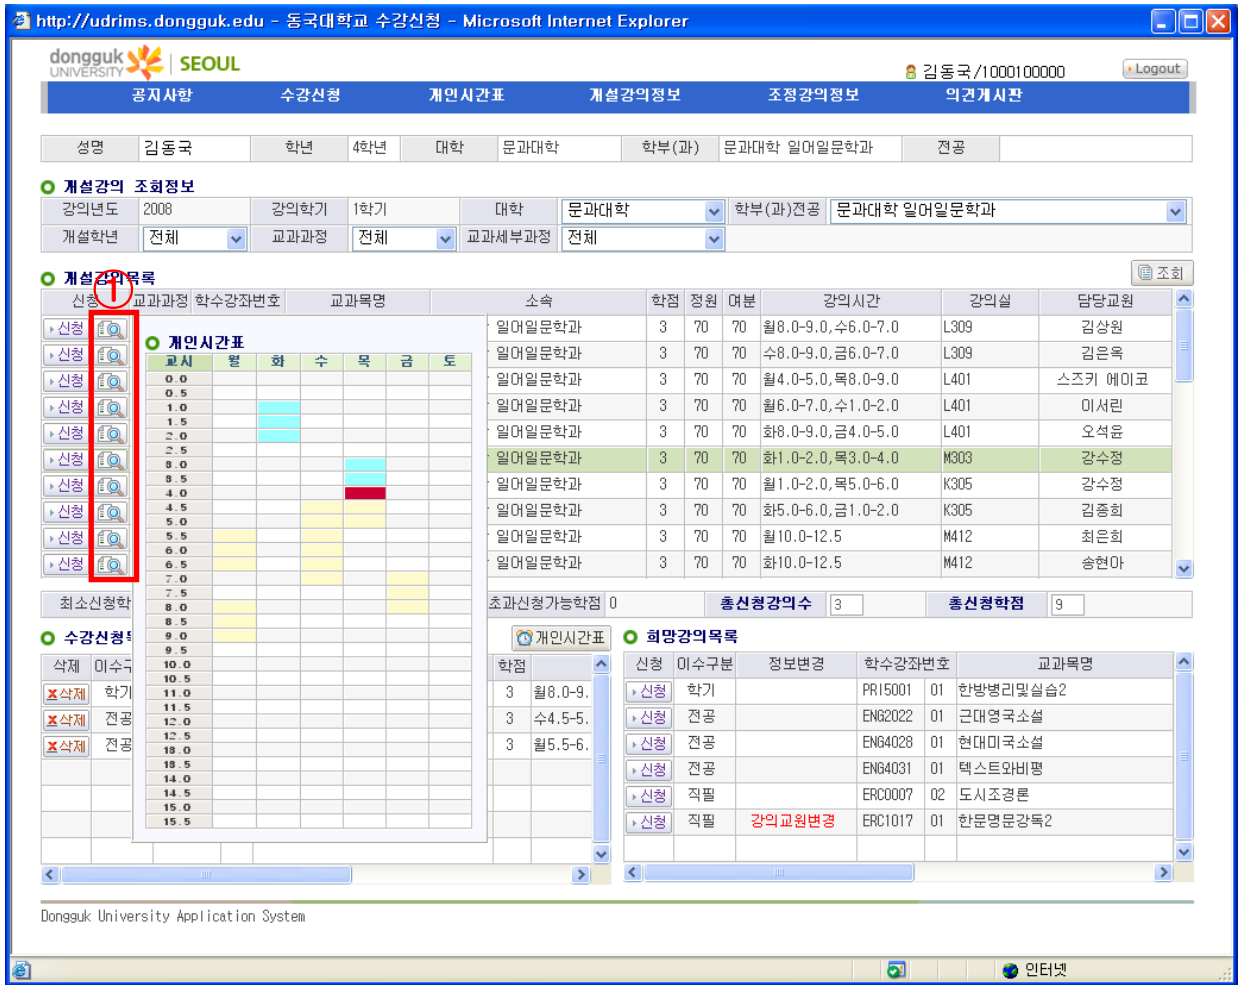 http://udrims.dongguk.edu - 동국대학교 수강신청 - Microsoft Internet Explorer
dongguk UNIVERSITY SEOUL
김동국/1000100000 Logout
공지사항 수강신청 개인시간표 개설강의정보 조정강의정보 의견게시판
성명 김동국 학년 4학년 대학 문과대학 학부(과) 문과대학 일어일문학과 전공
개설강의 조회정보
강의년도 2008 강의학기 1학기 대학 문과대학 학부(과)전공 문과대학 일어일문학과
개설학년 전체 교과과정 전체 교과세부과정 전체
개설강의목록 조회
①
신청 교과과정 학수강좌번호 교과목명 소속 학점 정원 여분 강의시간 강의실 담당교원
신청 일어일문학과 3 70 70 월8.0-9.0,수6.0-7.0 L309 김상원
신청 일어일문학과 3 70 70 수8.0-9.0,금6.0-7.0 L309 김은옥
신청 일어일문학과 3 70 70 월4.0-5.0,목8.0-9.0 L401 스즈키 에이코
신청 일어일문학과 3 70 70 월6.0-7.0,수1.0-2.0 L401 이서린
신청 일어일문학과 3 70 70 화8.0-9.0,금4.0-5.0 L401 오석윤
신청 일어일문학과 3 70 70 화1.0-2.0,목3.0-4.0 M303 강수정
신청 일어일문학과 3 70 70 월1.0-2.0,목5.0-6.0 K305 강수정
신청 일어일문학과 3 70 70 화5.0-6.0,금1.0-2.0 K305 김종희
신청 일어일문학과 3 70 70 월10.0-12.5 M412 최은희
신청 일어일문학과 3 70 70 화10.0-12.5 M412 송현아
개인시간표
교시 월 화 수 목 금 토
0.0
0.5
1.0
1.5
2.0
2.5
3.0
3.5
4.0
4.5
5.0
5.5
6.0
6.5
7.0
7.5
8.0
8.5
9.0
9.5
10.0
10.5
11.0
11.5
12.0
12.5
13.0
13.5
14.0
14.5
15.0
15.5
최소신청학 초과신청가능학점 0 총신청강의수 3 총신청학점 9
수강신청 개인시간표
삭제 이수구 학점
삭제 학기 3 월8.0-9.
삭제 전공 3 수4.5-5.
삭제 전공 3 월5.5-6.
희망강의목록
신청 이수구분 정보변경 학수강좌번호 교과목명
신청 학기 PRI5001 01 한방병리및실습2
신청 전공 ENG2022 01 근대영국소설
신청 전공 ENG4028 01 현대미국소설
신청 전공 ENG4031 01 텍스트와비평
신청 직필 ERC0007 02 도시조경론
신청 직필 강의교원변경 ERC1017 01 한문명문강독2
Dongguk University Application System
인터넷